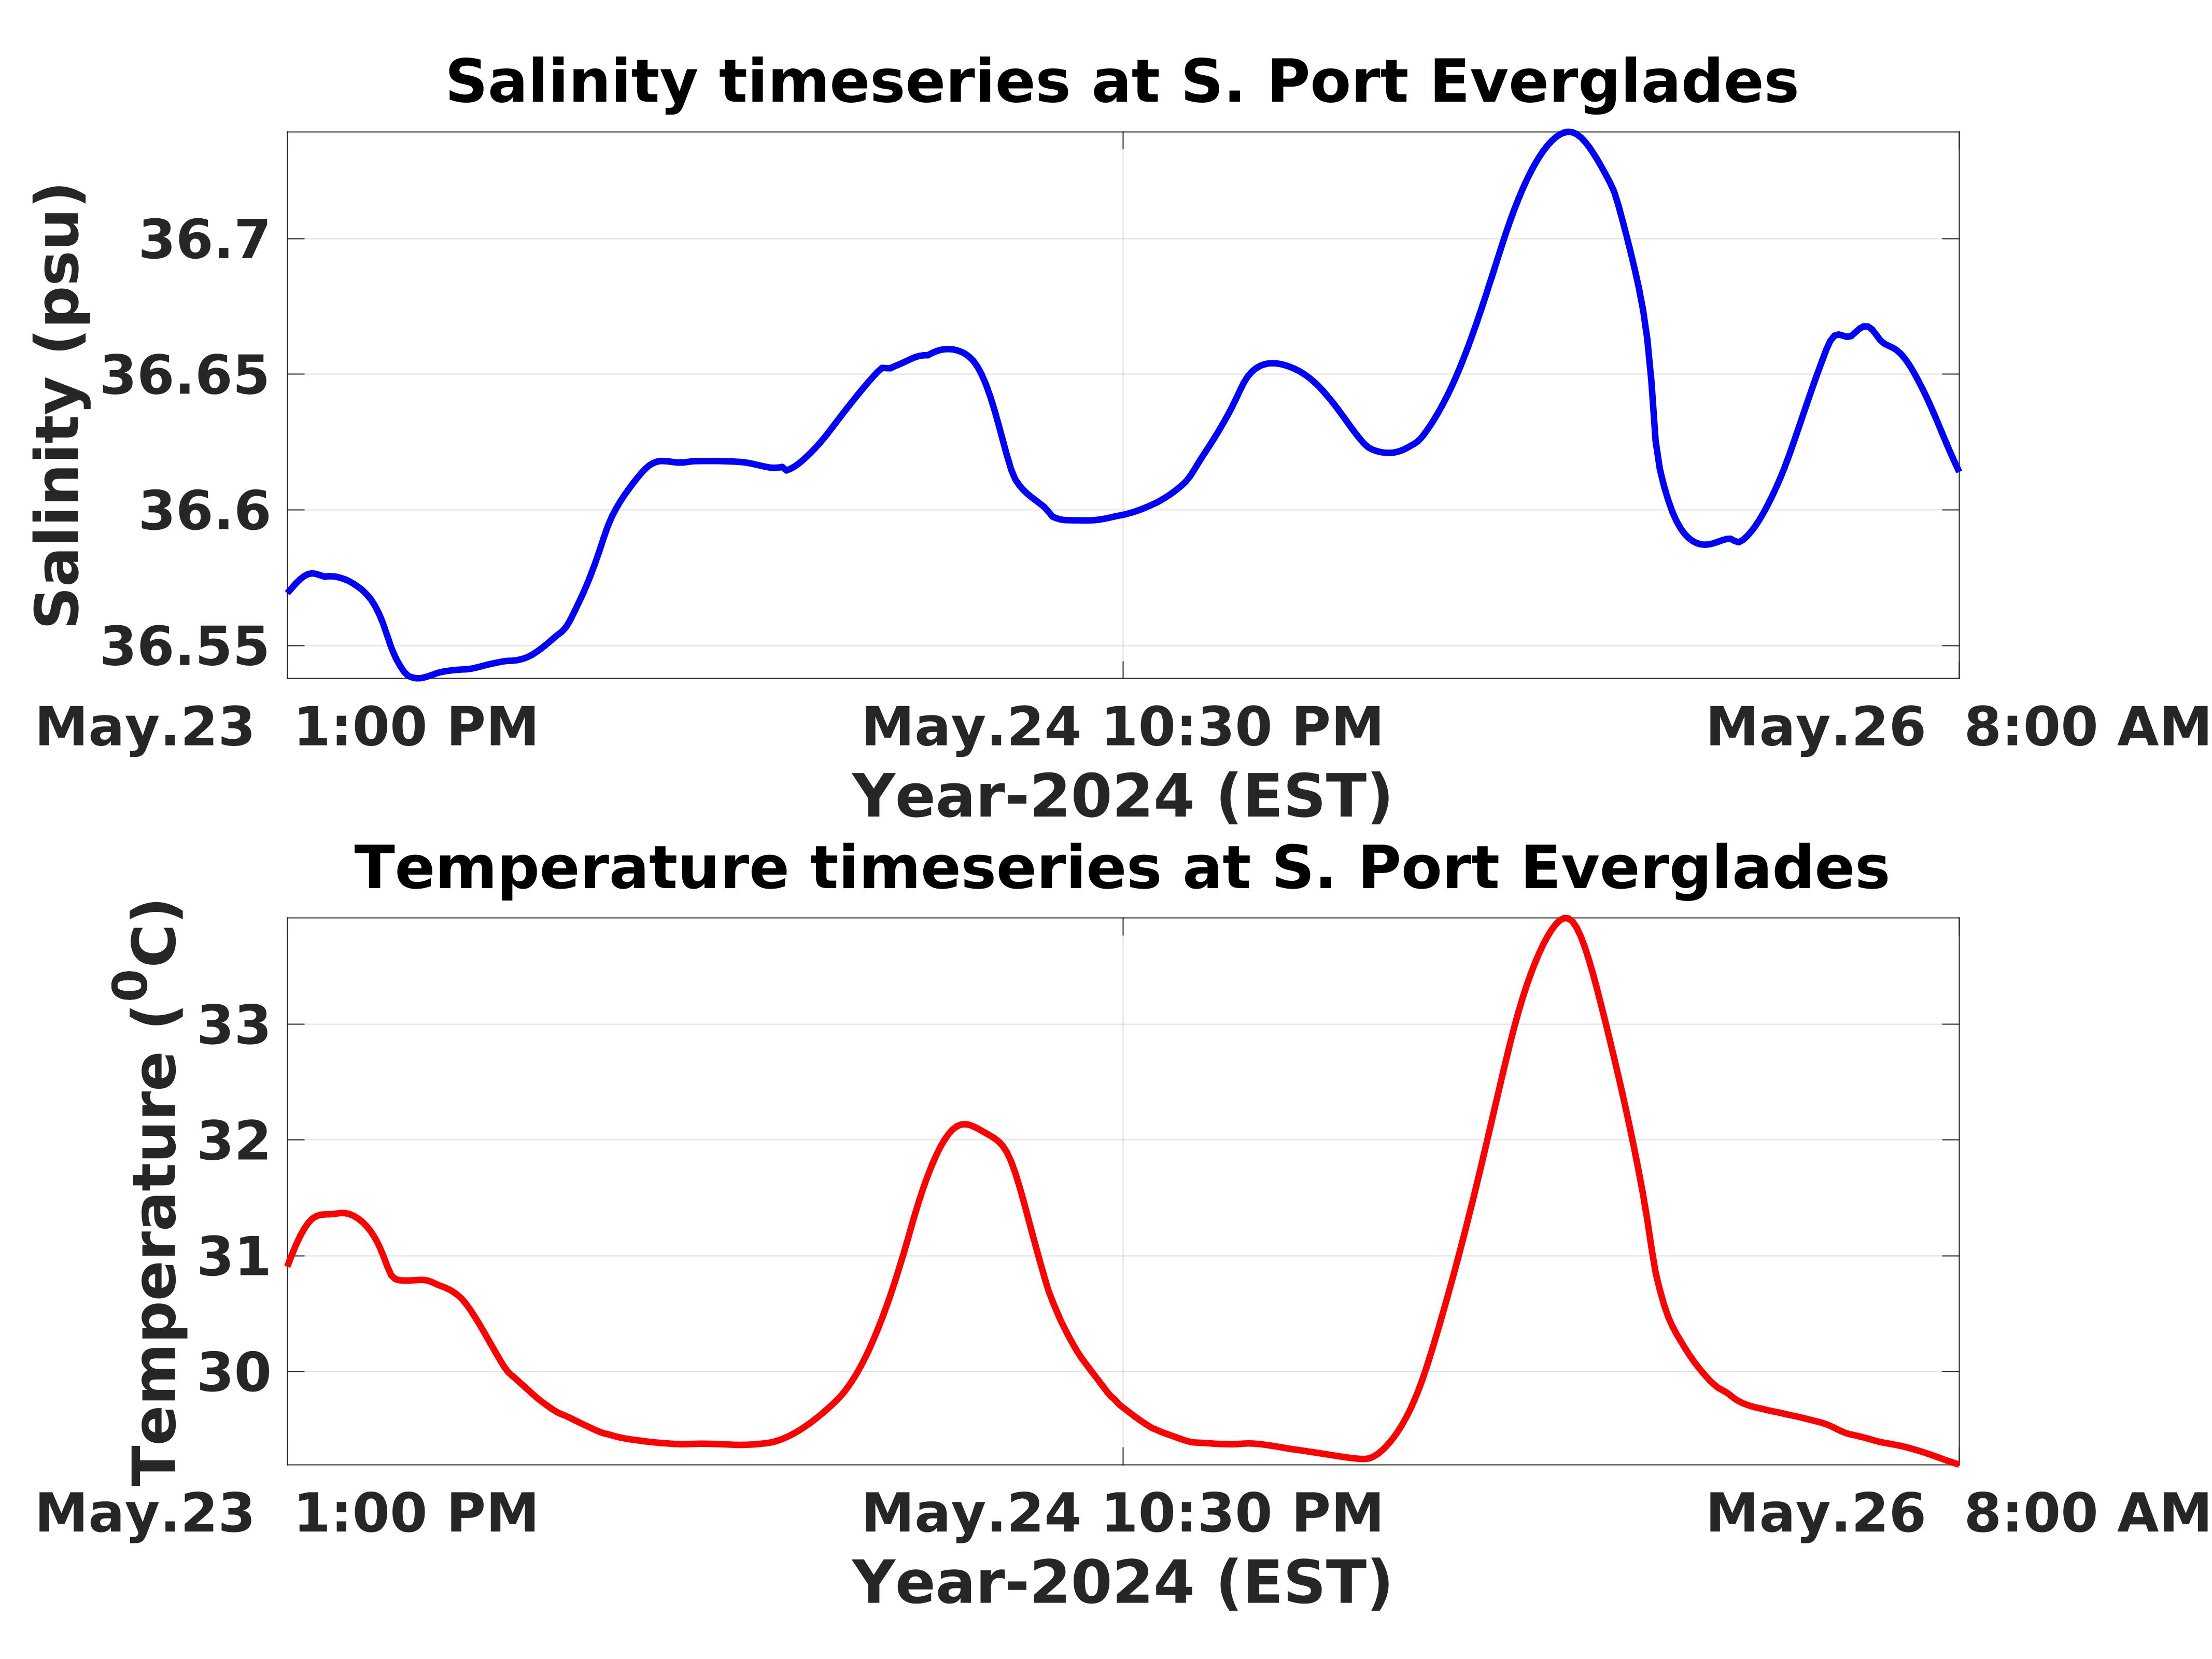 Salinity timeseries at S. Port Everglades
Salinity (psu)
36.7
36.65
36.6
36.55
May.23 1:00 PM
May.24 10:30 PM
May.26 8:00 AM
Year-2024 (EST)
Temperature timeseries at S. Port Everglades
Temperature (⁰C)
33
32
31
30
May.23 1:00 PM
May.24 10:30 PM
May.26 8:00 AM
Year-2024 (EST)